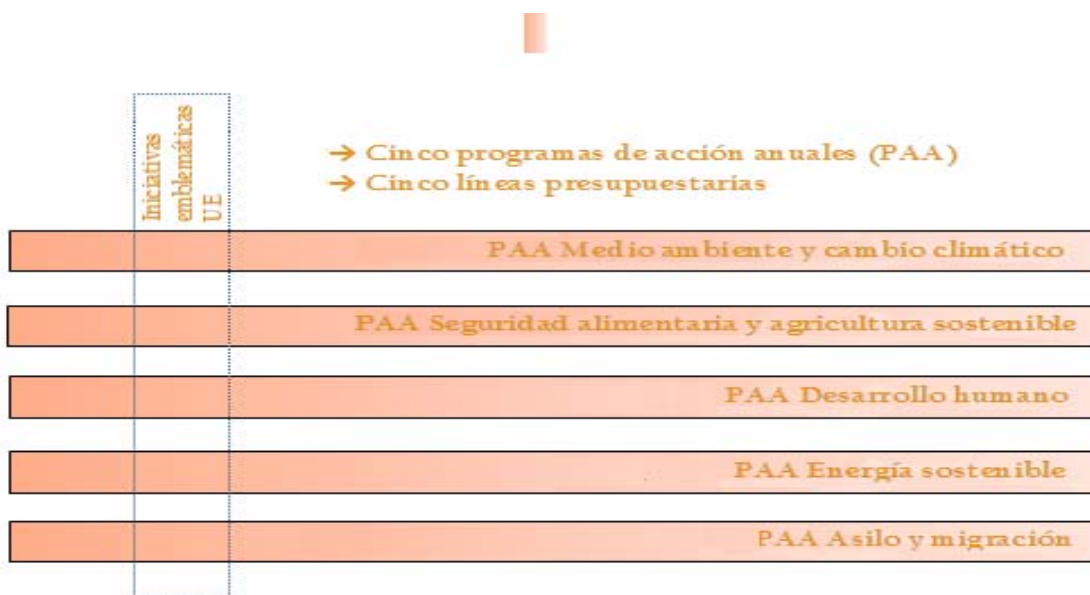 Iniciativas
emblemáticas
UE
→ Cinco programas de acción anuales (PAA)
→ Cinco líneas presupuestarias
PAA Medio ambiente y cambio climático
PAA Seguridad alimentaria y agricultura sostenible
PAA Desarrollo humano
PAA Energía sostenible
PAA Asilo y migración